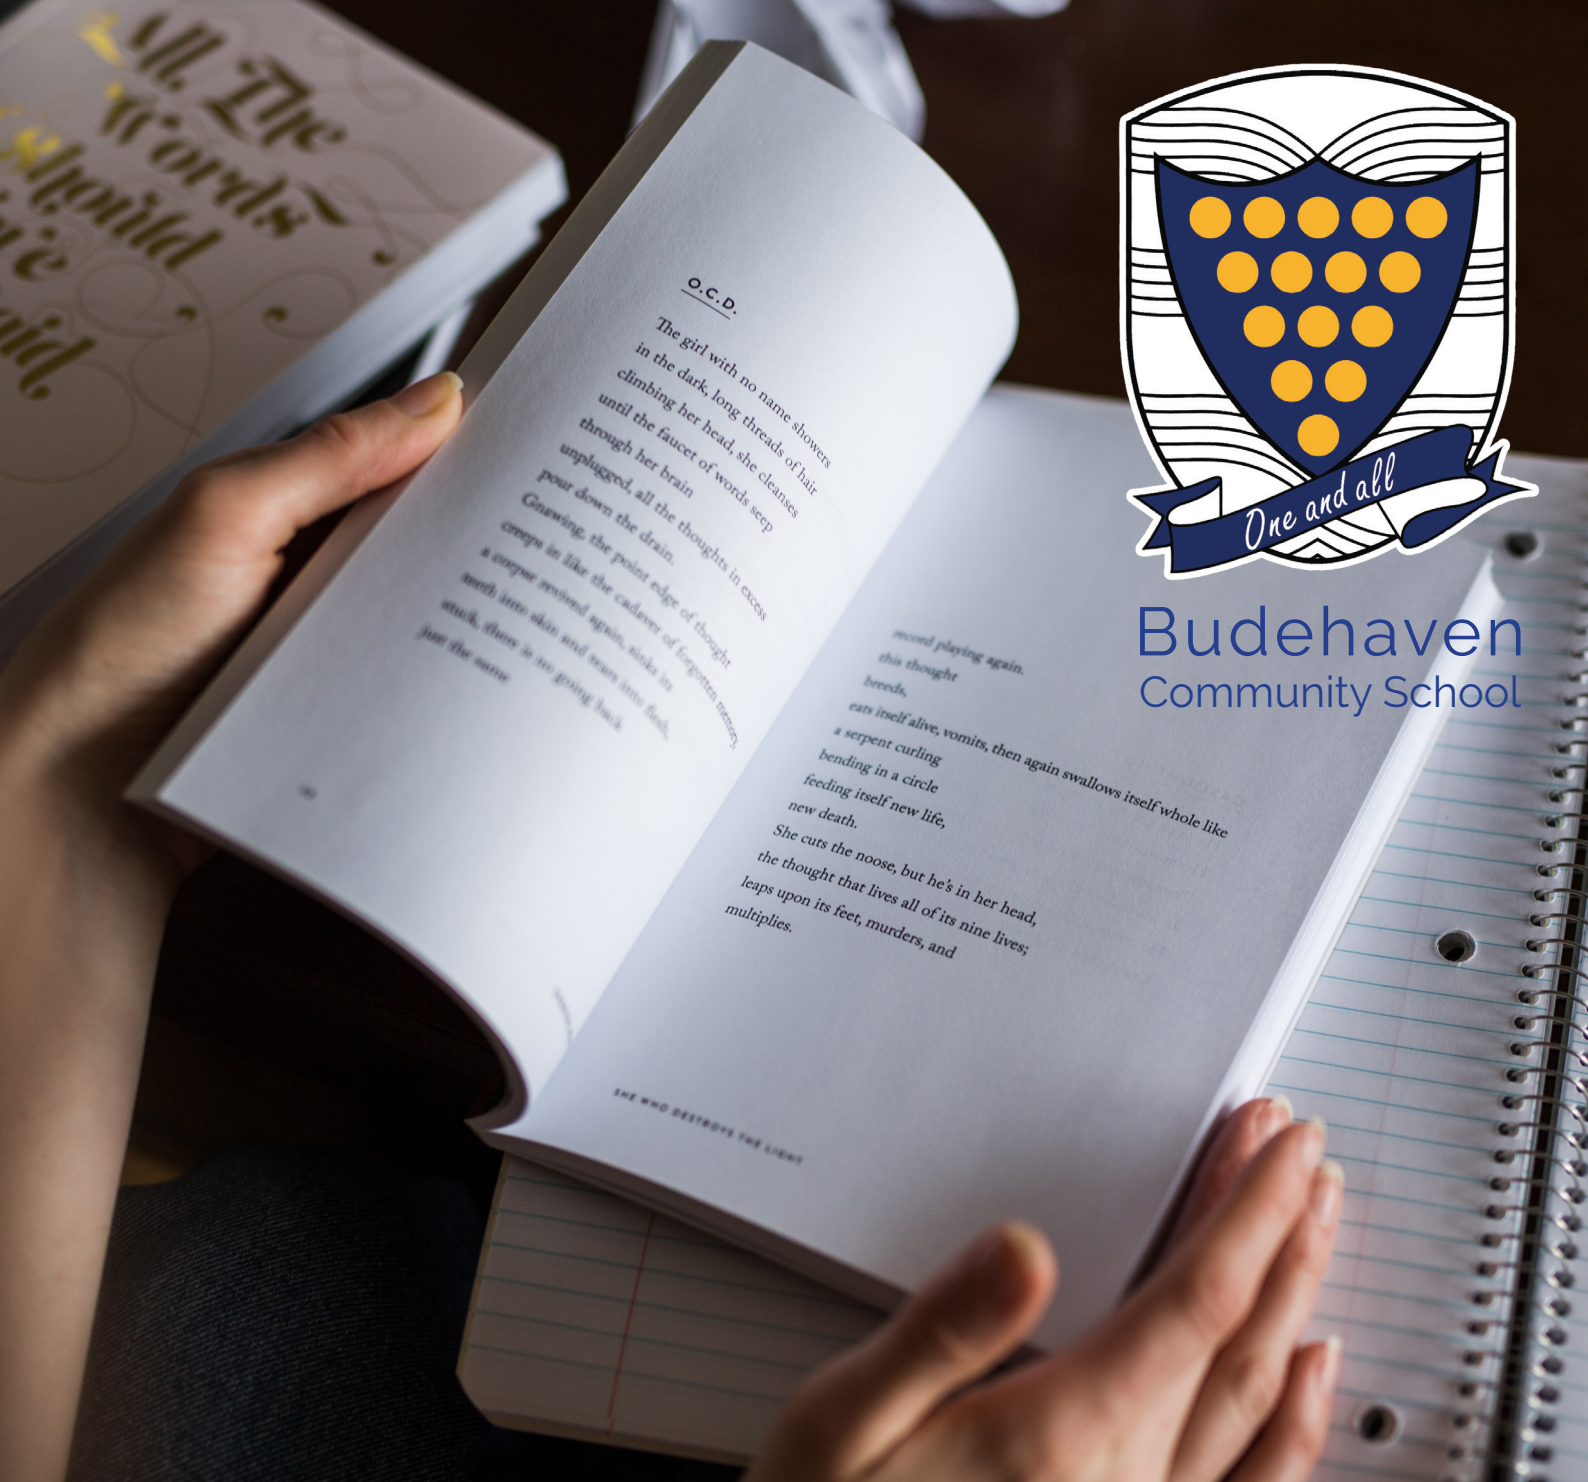 All The
Words
Should
O.C.D.
The girl with no name showers
in the dark, long threads of hair
climbing her head, she cleanses
until the faucet of words seep
through her brain
unplugged, all the thoughts in excess
pour down the drain.
Gnawing, the point edge of thought
creeps in like the cadaver of forgotten memory,
a corpse revived again, sinks its
teeth into skin and tears into flesh,
stuck, there is no going back
just the same
record playing again.
this thought
breeds,
eats itself alive, vomits, then again swallows itself whole like
a serpent curling
bending in a circle
feeding itself new life,
new death.
She cuts the noose, but he's in her head,
the thought that lives all of its nine lives;
leaps upon its feet, murders, and
multiplies.
SHE WHO DESTROYS THE LIGHT
One and all
Budehaven
Community School